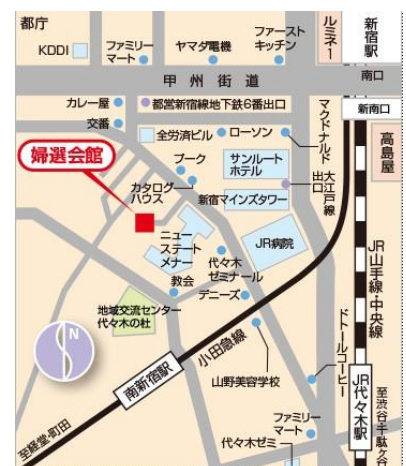 都庁
KDDI
ファミリー
マート
ヤマダ電機
ファースト
キッチン
ルミネ1
新宿駅
南口
甲州街道
カレー屋
都営新宿線地下鉄6番出口
新南口
交番
全労済ビル
ローソン
マクドナルド
高島屋
婦選会館
プーク
サンルート
ホテル
大江戸線
出口
カタログ
ハウス
新宿マインズタワー
ニュー
ステート
メナー
JR病院
代々木
ゼミナール
JR山手線・中央線
教会
デニーズ
地域交流センター
代々木の杜
N
小田急線
ドトールコーヒー
南新宿駅
山野美容学校
JR代々木駅
至渋谷・千駄ヶ谷
ファミリー
マート
至経堂・町田
代々木ゼミ